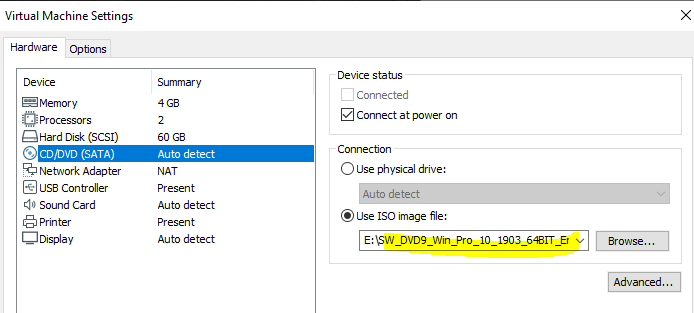 Virtual Machine Settings
Hardware
Options
Device Summary
Memory 4 GB
Processors 2
Hard Disk (SCSI) 60 GB
CD/DVD (SATA) Auto detect
Network Adapter NAT
USB Controller Present
Sound Card Auto detect
Printer Present
Display Auto detect
Device status
Connected
Connect at power on
Connection
Use physical drive:
Auto detect
Use ISO image file:
E:\SW_DVD9_Win_Pro_10_1903_64BIT_Er
Browse...
Advanced...